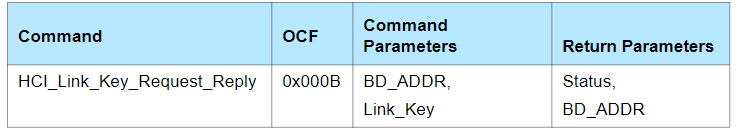 Command OCF Command Parameters Return Parameters
HCI_Link_Key_Request_Reply 0x000B BD_ADDR, Status,
Link_Key BD_ADDR